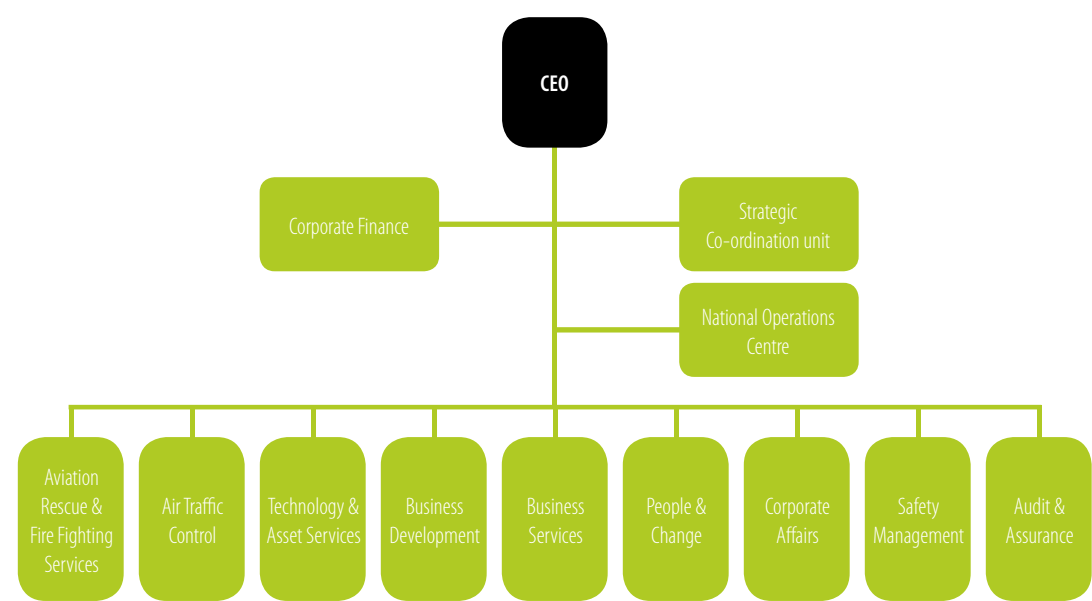 CEO
Corporate Finance
Strategic
Co-ordination unit
National Operations
Centre
Aviation
Rescue &
Fire Fighting
Services
Air Traffic
Control
Technology &
Asset Services
Business
Development
Business
Services
People &
Change
Corporate
Affairs
Safety
Management
Audit &
Assurance